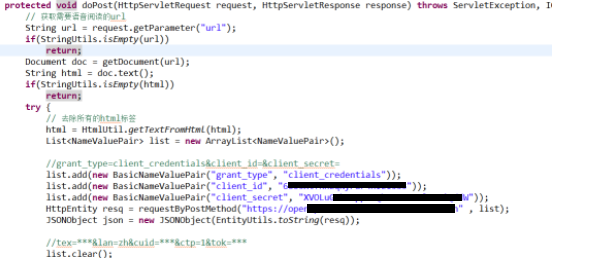 protected void doPost(HttpServletRequest request, HttpServletResponse response) throws ServletException, I
// 获取需要语音阅读的url
String url = request.getParameter("url");
if(StringUtils.isEmpty(url))
return;
Document doc = getDocument(url);
String html = doc.text();
if(StringUtils.isEmpty(html))
return;
try {
// 去除所有的html标签
html = HtmlUtil.getTextFromHtml(html);
List<NameValuePair> list = new ArrayList<NameValuePair>();
//grant_type=client_credentials&client_id=&client_secret=
list.add(new BasicNameValuePair("grant_type", "client_credentials"));
list.add(new BasicNameValuePair("client_id", "6 "));
list.add(new BasicNameValuePair("client_secret", "XVOLu W"));
HttpEntity resq = requestByPostMethod("https://open " , list);
JSONObject json = new JSONObject(EntityUtils.toString(resq));
//tex=***&lan=zh&cuid=***&ctp=1&tok=***
list.clear();